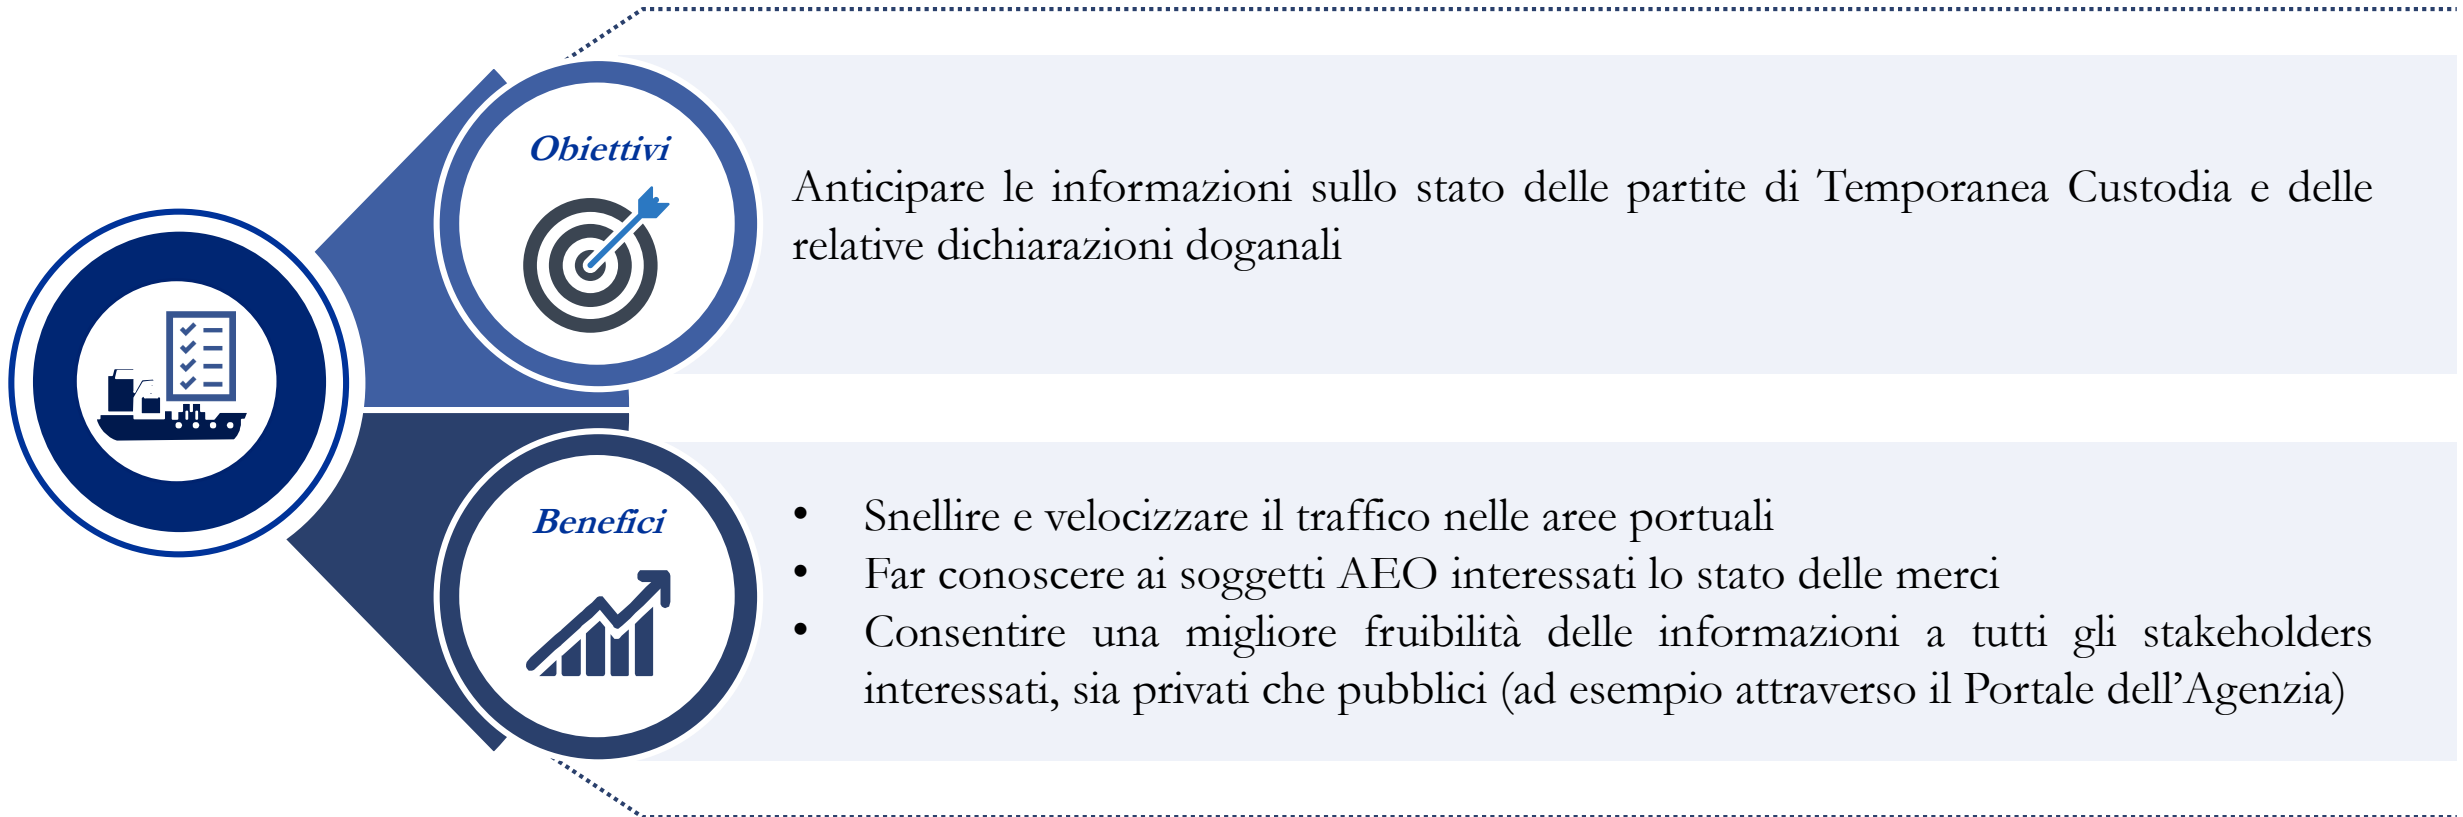 Obiettivi
Anticipare le informazioni sullo stato delle partite di Temporanea Custodia e delle
relative dichiarazioni doganali
Benefici
• Snellire e velocizzare il traffico nelle aree portuali
• Far conoscere ai soggetti AEO interessati lo stato delle merci
• Consentire una migliore fruibilità delle informazioni a tutti gli stakeholders
interessati, sia privati che pubblici (ad esempio attraverso il Portale dell’Agenzia)